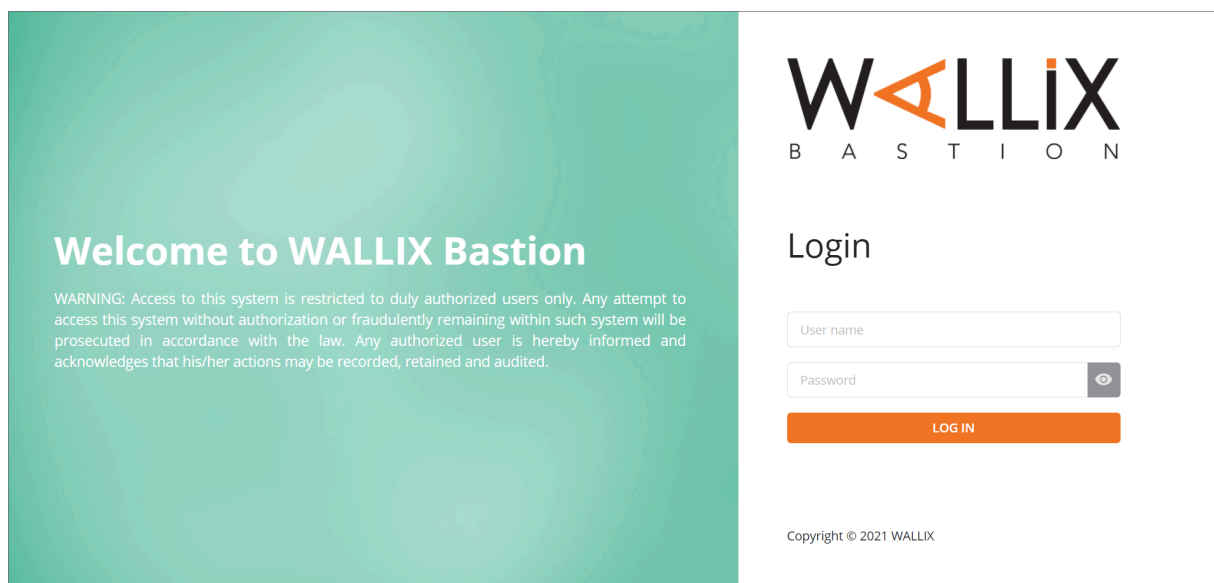 Welcome to WALLIX Bastion
WARNING: Access to this system is restricted to duly authorized users only. Any attempt to
access this system without authorization or fraudulently remaining within such system will be
prosecuted in accordance with the law. Any authorized user is hereby informed and
acknowledges that his/her actions may be recorded, retained and audited.
WALLiX
BASTION
Login
User name
Password
LOG IN
Copyright © 2021 WALLIX